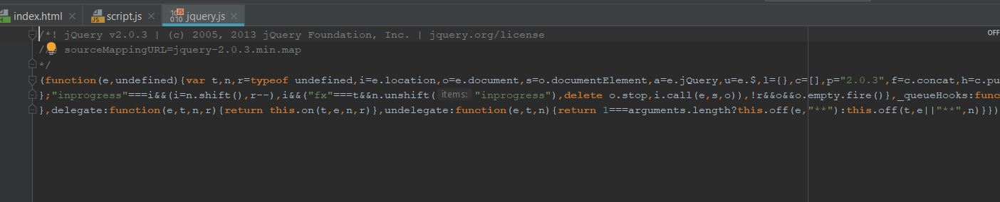 index.html
script.js
jquery.js
/*! jQuery v2.0.3 | (c) 2005, 2013 jQuery Foundation, Inc. | jquery.org/license
OFF
// sourceMappingURL=jquery-2.0.3.min.map
*/
(function(e,undefined){var t,n,r=typeof undefined,i=e.location,o=e.document,s=o.documentElement,a=e.jQuery,u=e.$,l={},c=[],p="2.0.3",f=c.concat,h=c.pu
};"inprogress"===i&&(i=n.shift(),r--),i&&("fx"===t&&n.unshift( items: "inprogress"),delete o.stop,i.call(e,s,o)),!r&&o&&o.empty.fire()},_queueHooks:func
},delegate:function(e,t,n,r){return this.on(t,e,n,r)},undelegate:function(e,t,n){return 1===arguments.length?this.off(e,"**"):this.off(t,e||"**",n)}})